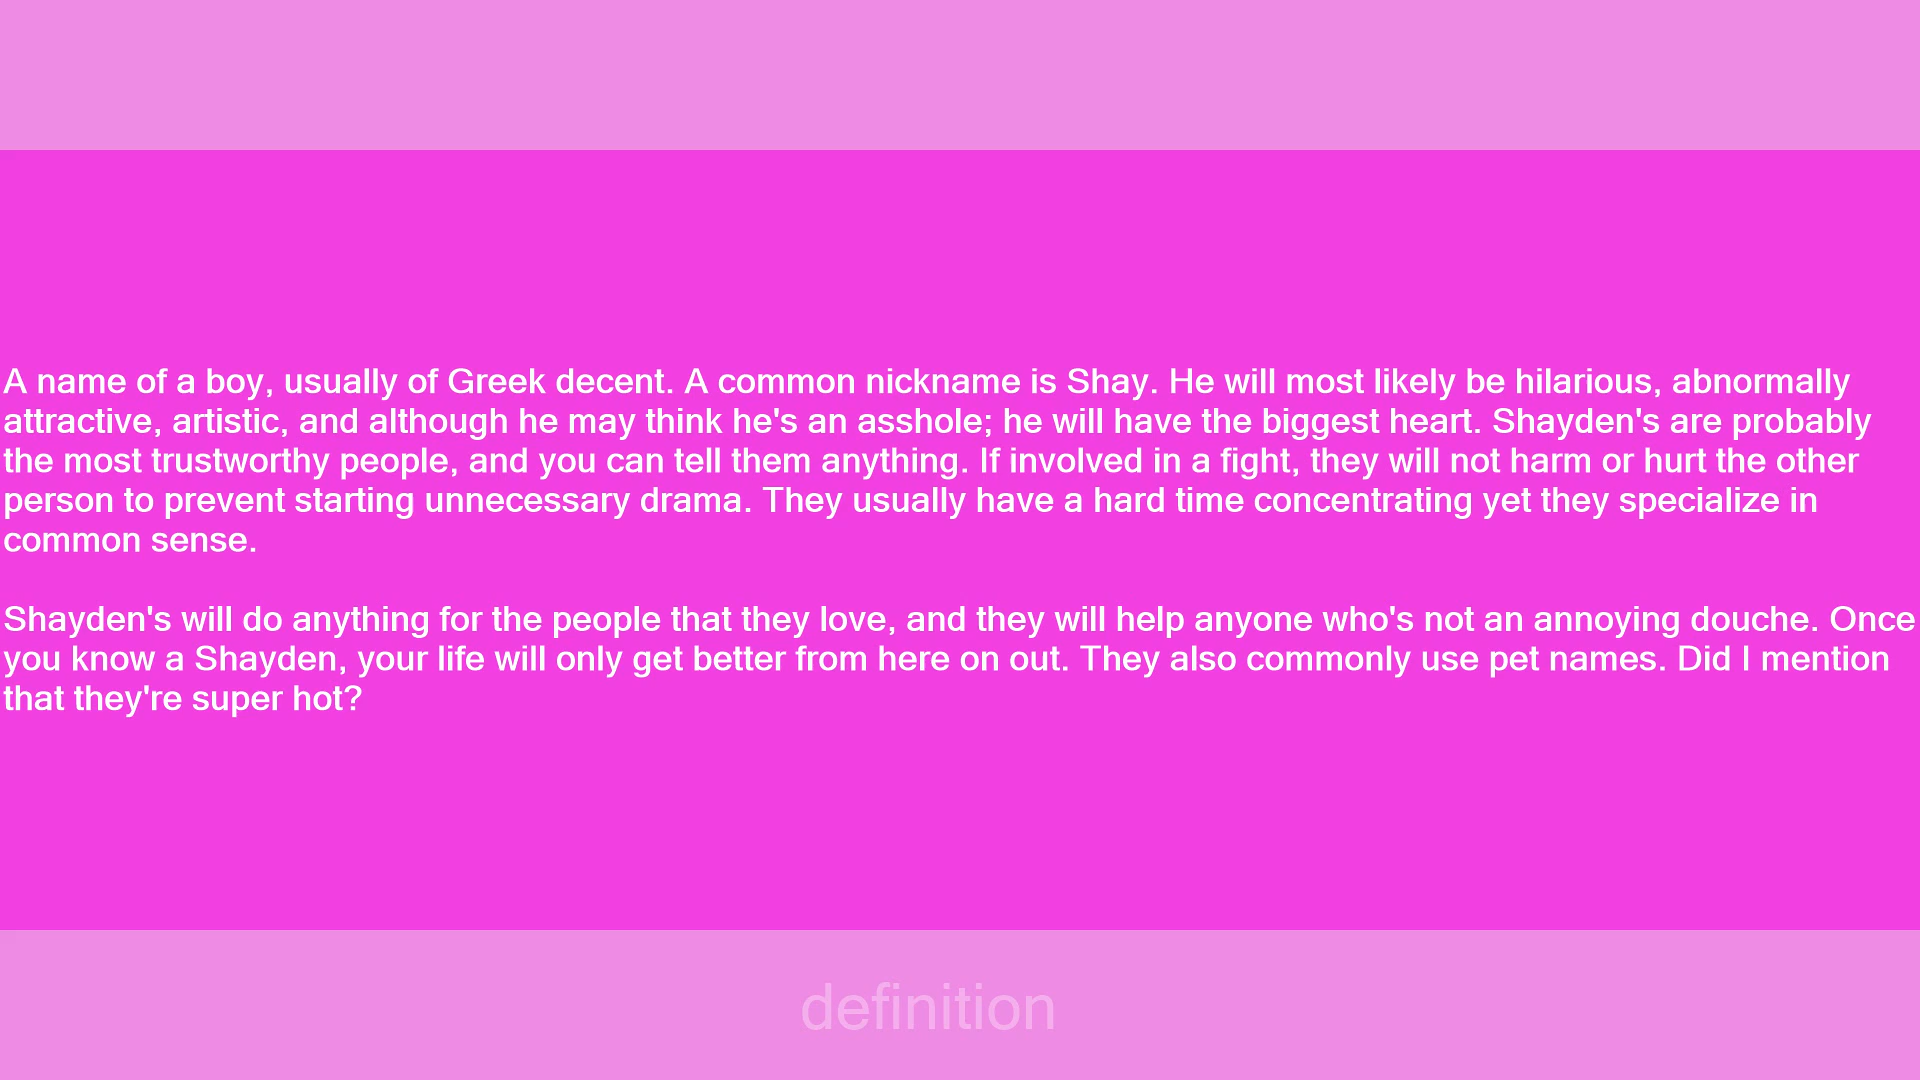 A name of a boy, usually of Greek decent. A common nickname is Shay. He will most likely be hilarious, abnormally
attractive, artistic, and although he may think he's an asshole; he will have the biggest heart. Shayden's are probably
the most trustworthy people, and you can tell them anything. If involved in a fight, they will not harm or hurt the other
person to prevent starting unnecessary drama. They usually have a hard time concentrating yet they specialize in
common sense.

Shayden's will do anything for the people that they love, and they will help anyone who's not an annoying douche. Once
you know a Shayden, your life will only get better from here on out. They also commonly use pet names. Did I mention
that they're super hot?
definition